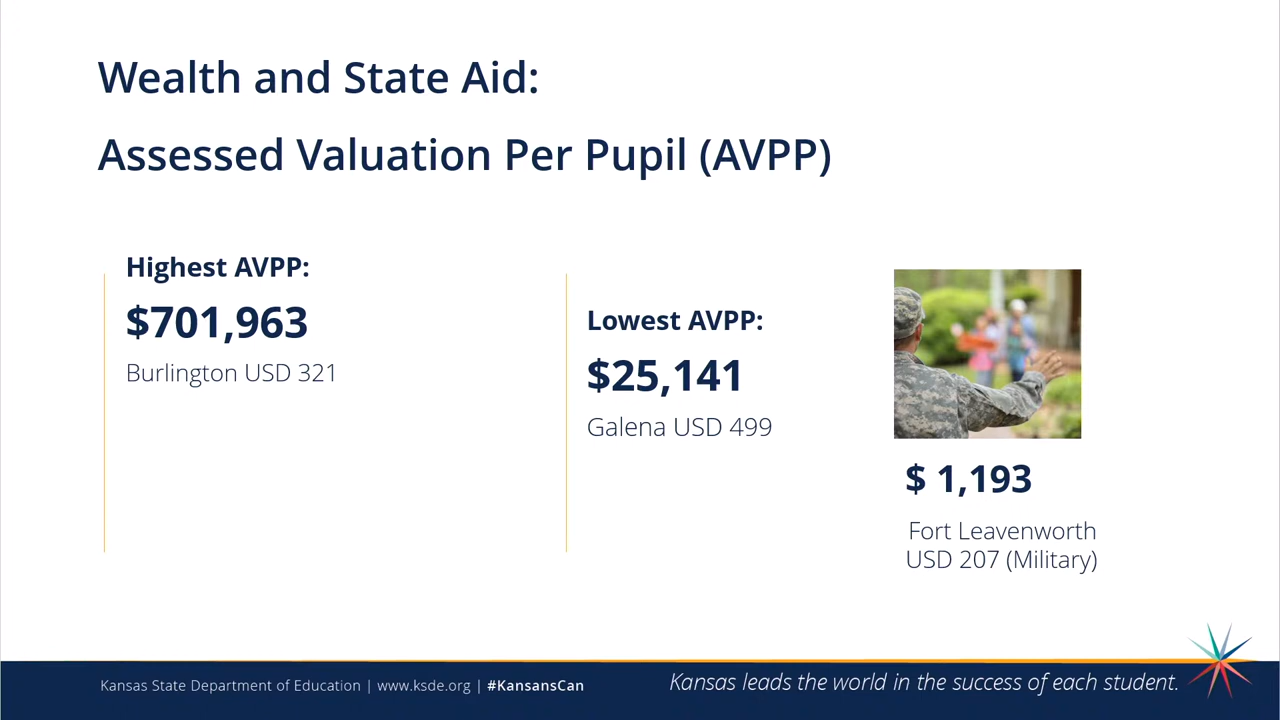 Wealth and State Aid:
Assessed Valuation Per Pupil (AVPP)
Highest AVPP:
$701,963
Burlington USD 321
Lowest AVPP:
$25,141
Galena USD 499
$ 1,193
Fort Leavenworth
USD 207 (Military)
Kansas State Department of Education | www.ksde.org | #KansansCan
Kansas leads the world in the success of each student.